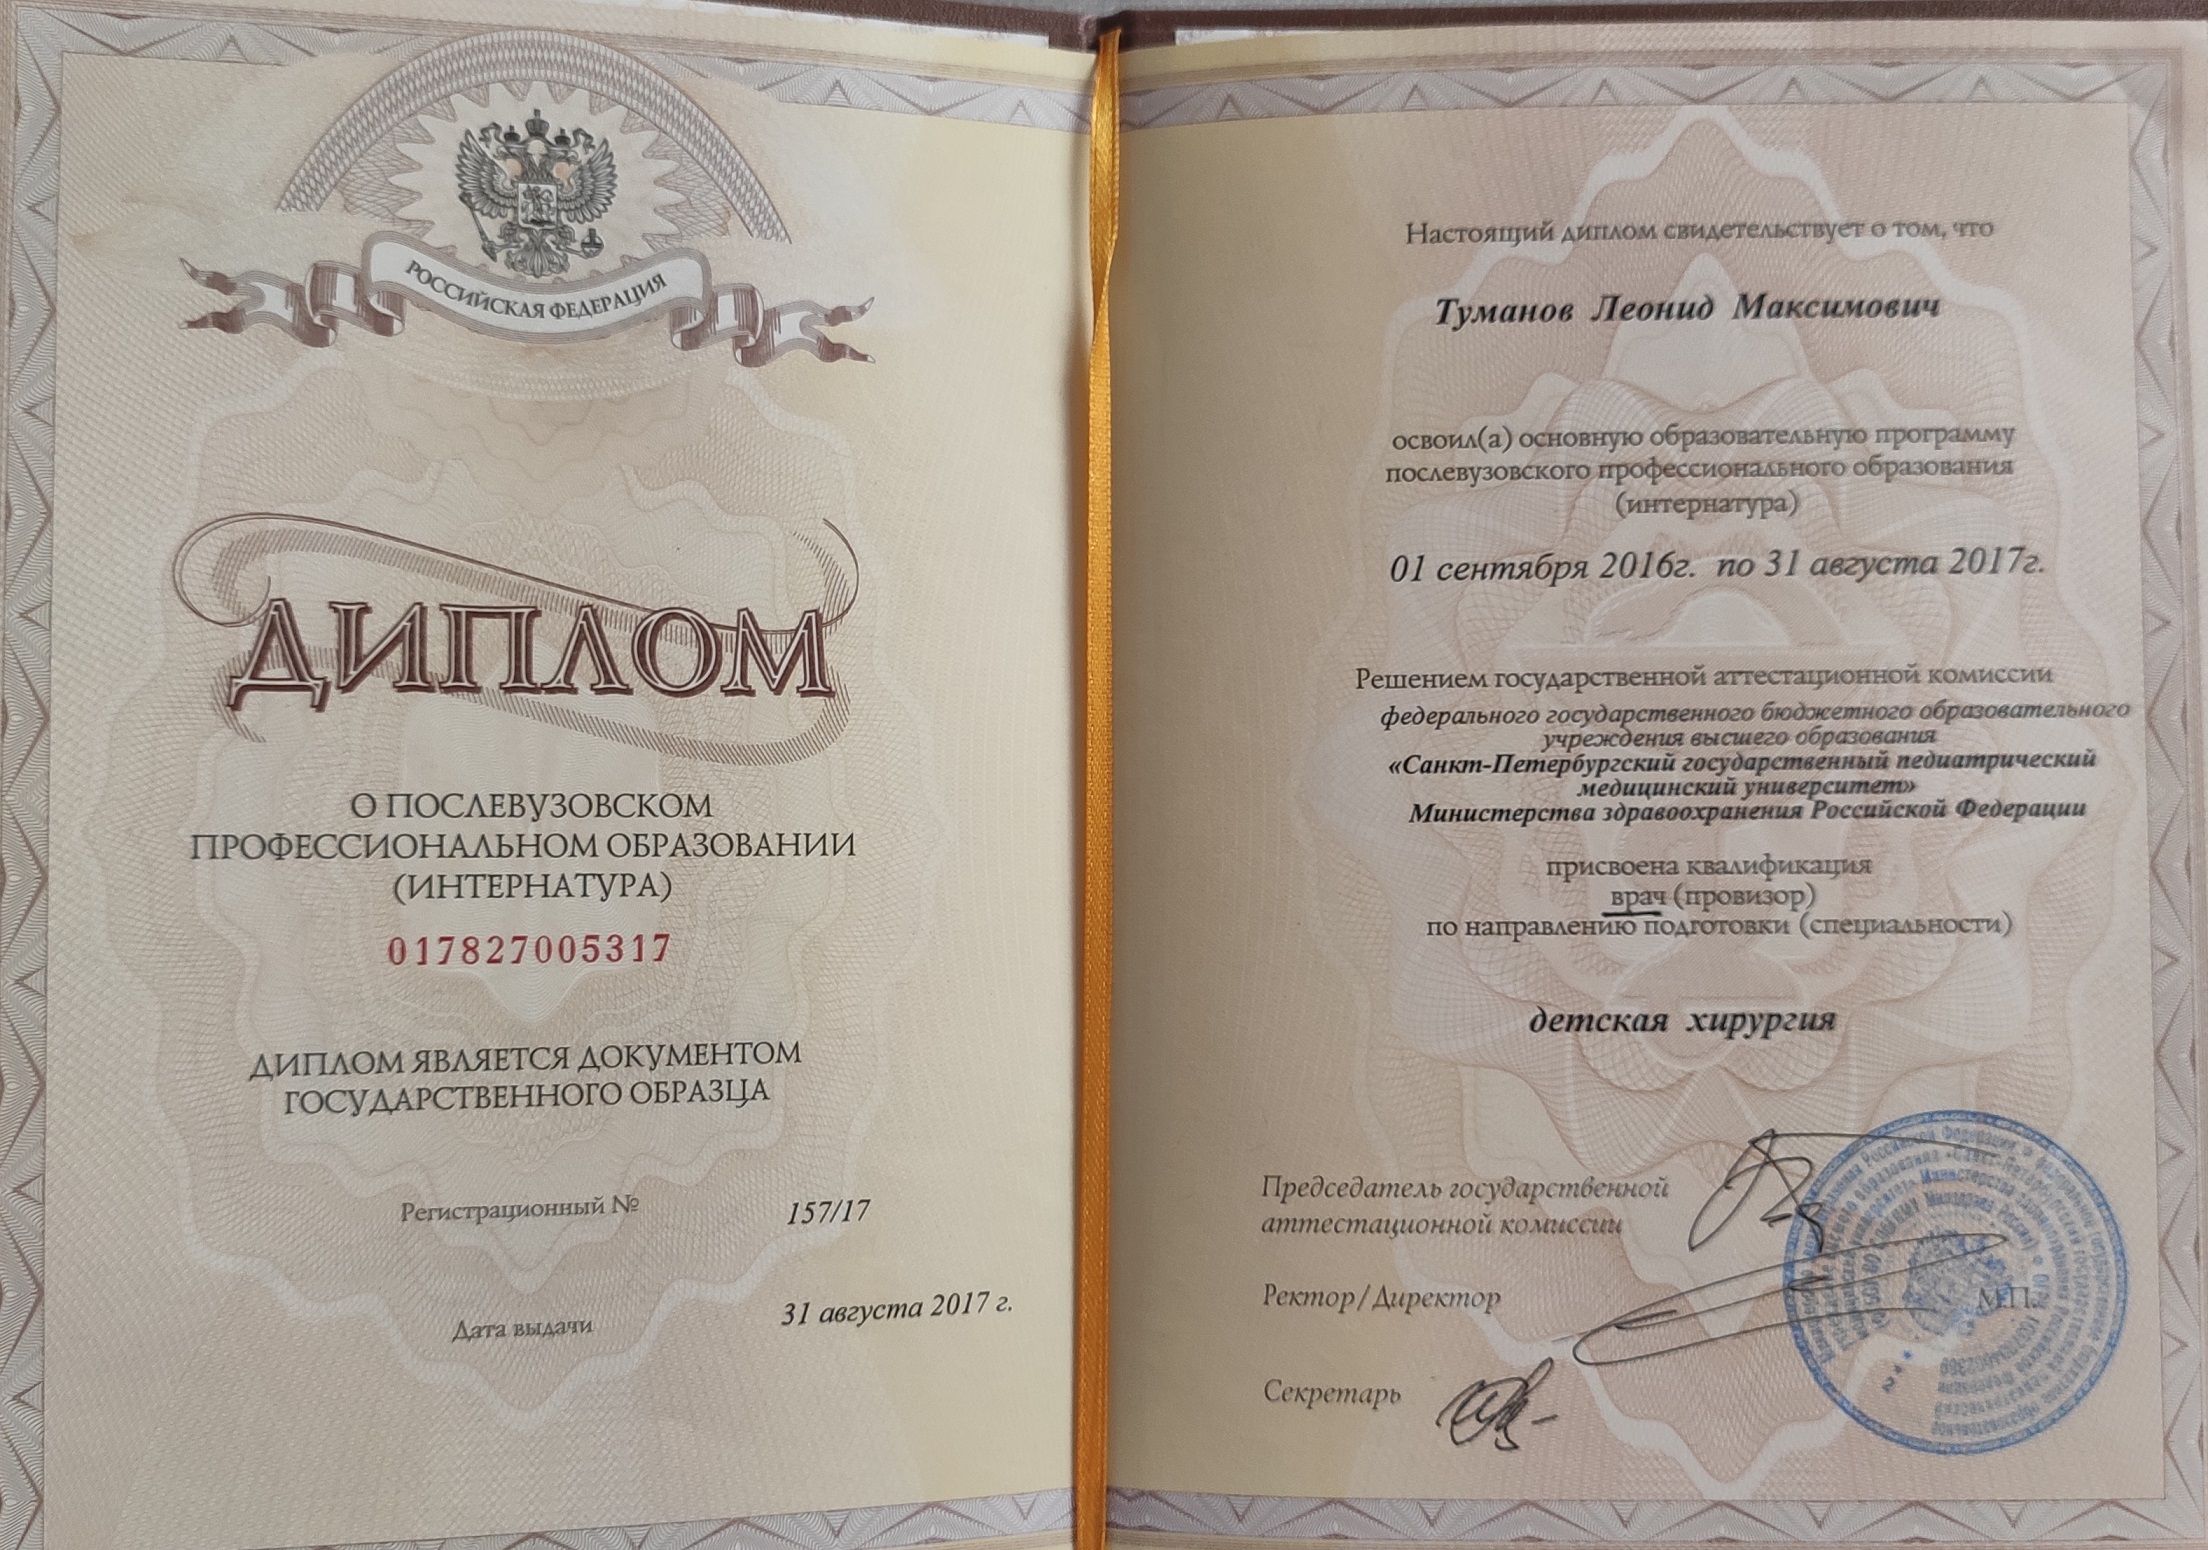 РОССИЙСКАЯ ФЕДЕРАЦИЯ
ДИПЛОМ
О ПОСЛЕВУЗОВСКОМ
ПРОФЕССИОНАЛЬНОМ ОБРАЗОВАНИИ
(ИНТЕРНАТУРА)
017827005317
ДИПЛОМ ЯВЛЯЕТСЯ ДОКУМЕНТОМ
ГОСУДАРСТВЕННОГО ОБРАЗЦА
Регистрационный № 157/17
Дата выдачи 31 августа 2017 г.
Настоящий диплом свидетельствует о том, что
Туманов Леонид Максимович
освоил(а) основную образовательную программу
послевузовского профессионального образования
(интернатура)
01 сентября 2016г. по 31 августа 2017г.
Решением государственной аттестационной комиссии
федерального государственного бюджетного образовательного
учреждения высшего образования
«Санкт-Петербургский государственный педиатрический
медицинский университет»
Министерства здравоохранения Российской Федерации
присвоена квалификация
врач (провизор)
по направлению подготовки (специальности)
детская хирургия
Председатель государственной
аттестационной комиссии
Ректор/Директор
М.П.
Секретарь